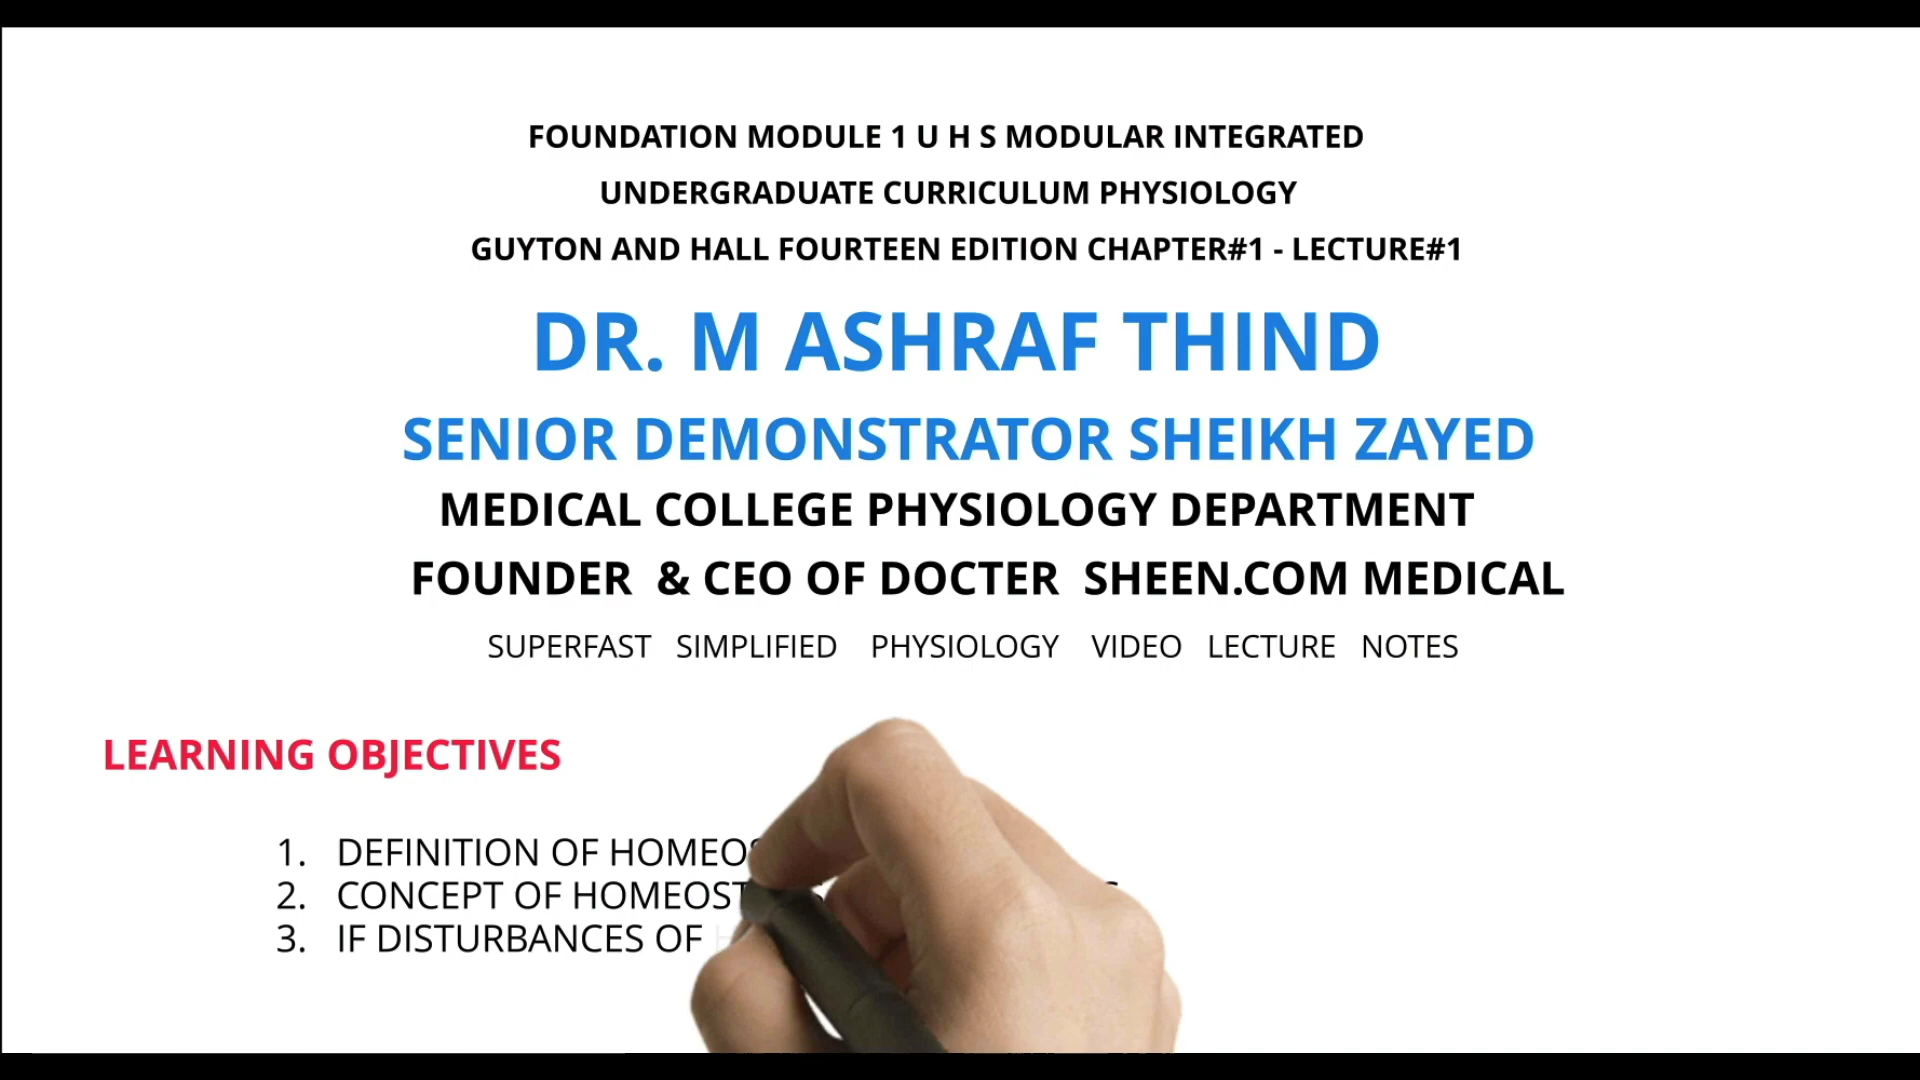 FOUNDATION MODULE 1 U H S MODULAR INTEGRATED
UNDERGRADUATE CURRICULUM PHYSIOLOGY
GUYTON AND HALL FOURTEEN EDITION CHAPTER#1 - LECTURE#1
DR. M ASHRAF THIND
SENIOR DEMONSTRATOR SHEIKH ZAYED
MEDICAL COLLEGE PHYSIOLOGY DEPARTMENT
FOUNDER & CEO OF DOCTER SHEEN.COM MEDICAL
SUPERFAST SIMPLIFIED PHYSIOLOGY VIDEO LECTURE NOTES
LEARNING OBJECTIVES
1. DEFINITION OF
2. CONCEPT OF
3. IF DISTURBANCES OF